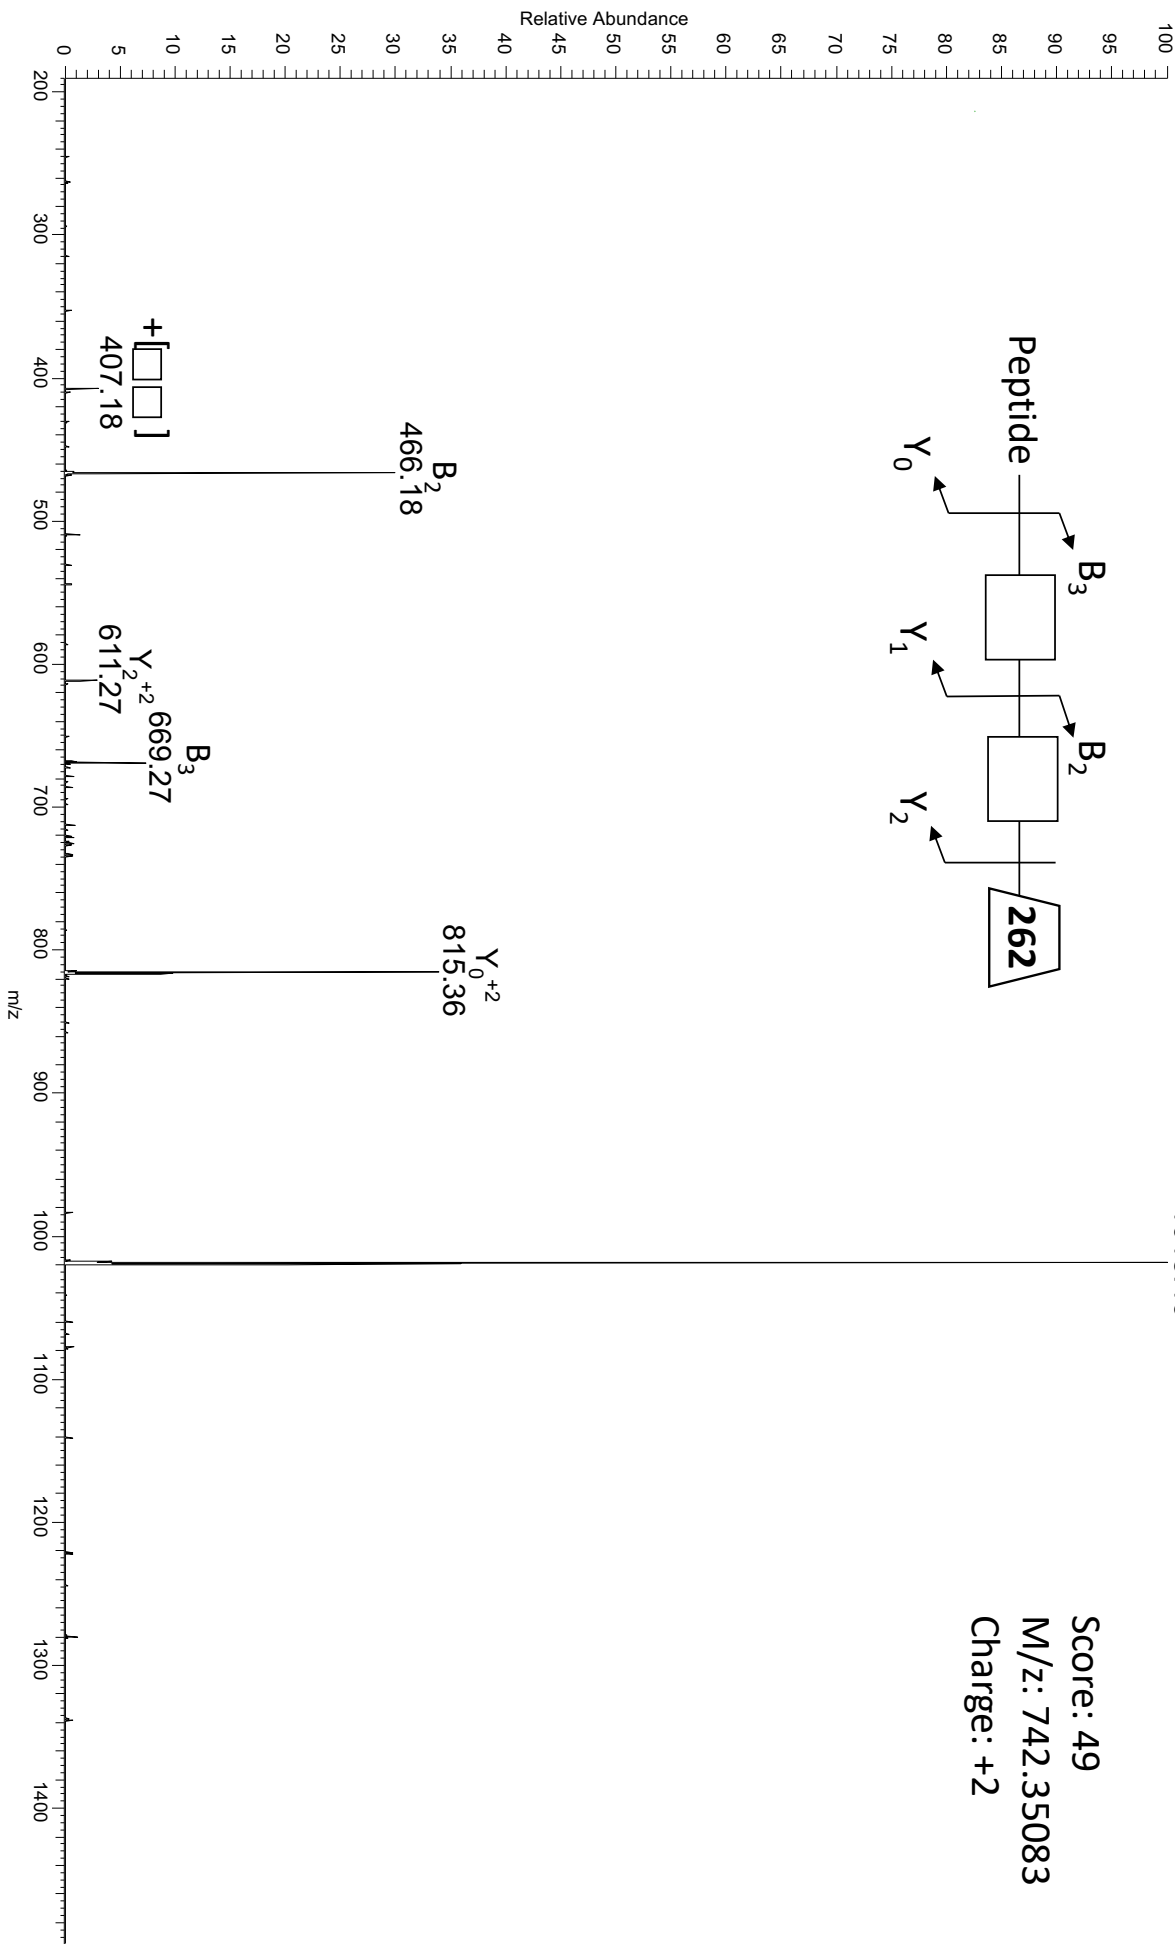 Score: 49
M/z: 742.35083
Charge: +2
B3
B2
Peptide
262
Y0
Y1
Y2
Relative Abundance
100
95
90
85
80
75
70
65
60
55
50
45
40
35
30
25
20
15
10
5
0
Y0 +2
815.36
B2
466.18
B3
669.27
Y2 +2
611.27
+[□□]
407.18
200 300 400 500 600 700 800 900 1000 1100 1200 1300 1400
m/z